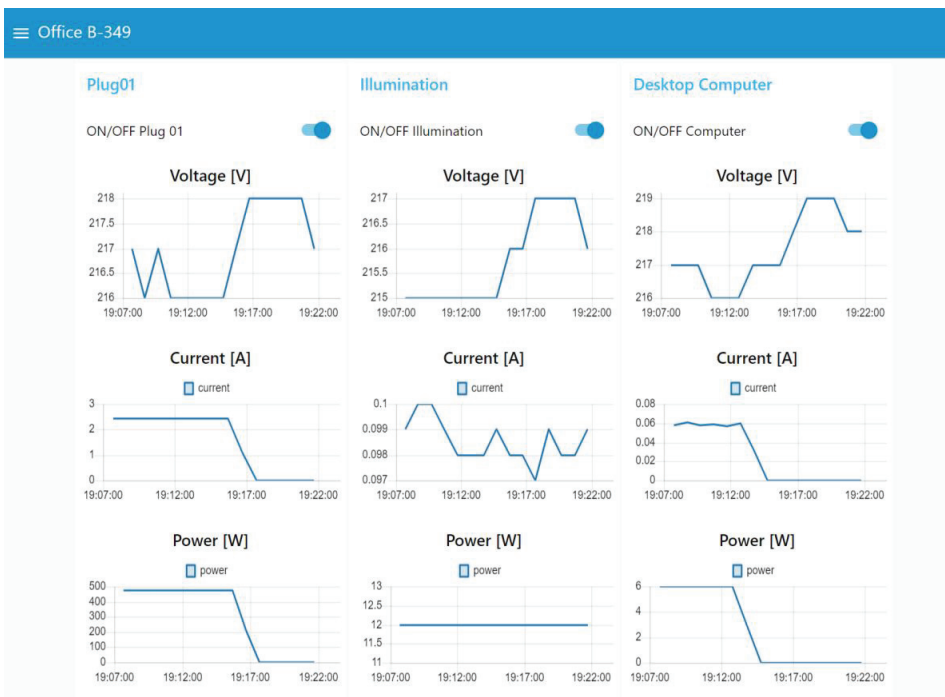 Office B-349
Plug01
ON/OFF Plug 01
Voltage [V]
218
217.5
217
216.5
216
19:07:00 19:12:00 19:17:00 19:22:00
Current [A]
current
3
2
1
0
19:07:00 19:12:00 19:17:00 19:22:00
Power [W]
power
500
400
300
200
100
0
19:07:00 19:12:00 19:17:00 19:22:00
Illumination
ON/OFF Illumination
Voltage [V]
217
216.5
216
215.5
215
19:07:00 19:12:00 19:17:00 19:22:00
Current [A]
current
0.1
0.099
0.098
0.097
19:07:00 19:12:00 19:17:00 19:22:00
Power [W]
power
13
12.5
12
11.5
11
19:07:00 19:12:00 19:17:00 19:22:00
Desktop Computer
ON/OFF Computer
Voltage [V]
219
218
217
216
19:07:00 19:12:00 19:17:00 19:22:00
Current [A]
current
0.08
0.06
0.04
0.02
0
19:07:00 19:12:00 19:17:00 19:22:00
Power [W]
power
6
4
2
0
19:07:00 19:12:00 19:17:00 19:22:00